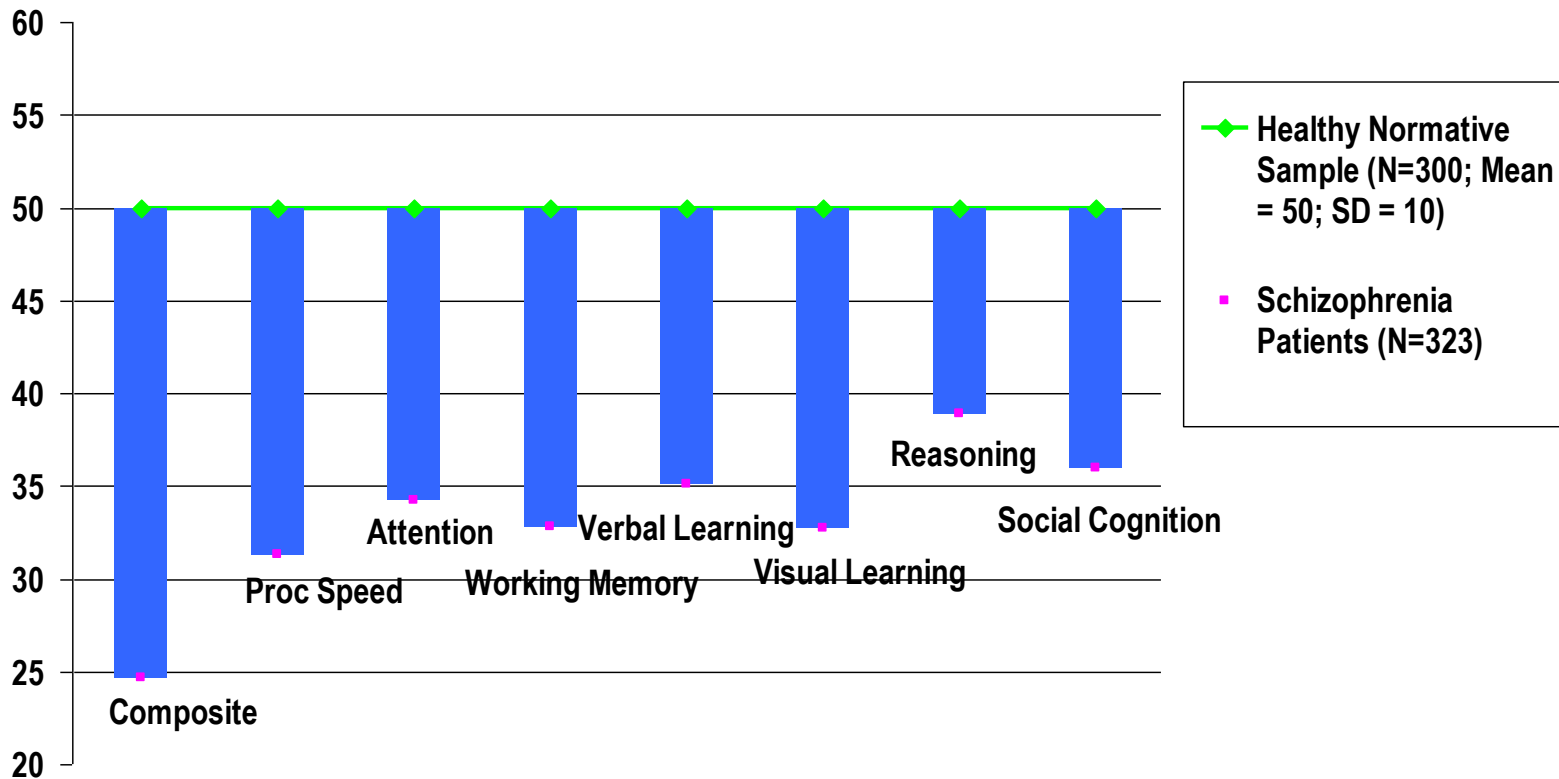 60
55
50
45
40
35
30
25
20
Composite
Proc Speed
Attention
Working Memory
Verbal Learning
Visual Learning
Reasoning
Social Cognition
Healthy Normative
Sample (N=300; Mean
= 50; SD = 10)
Schizophrenia
Patients (N=323)